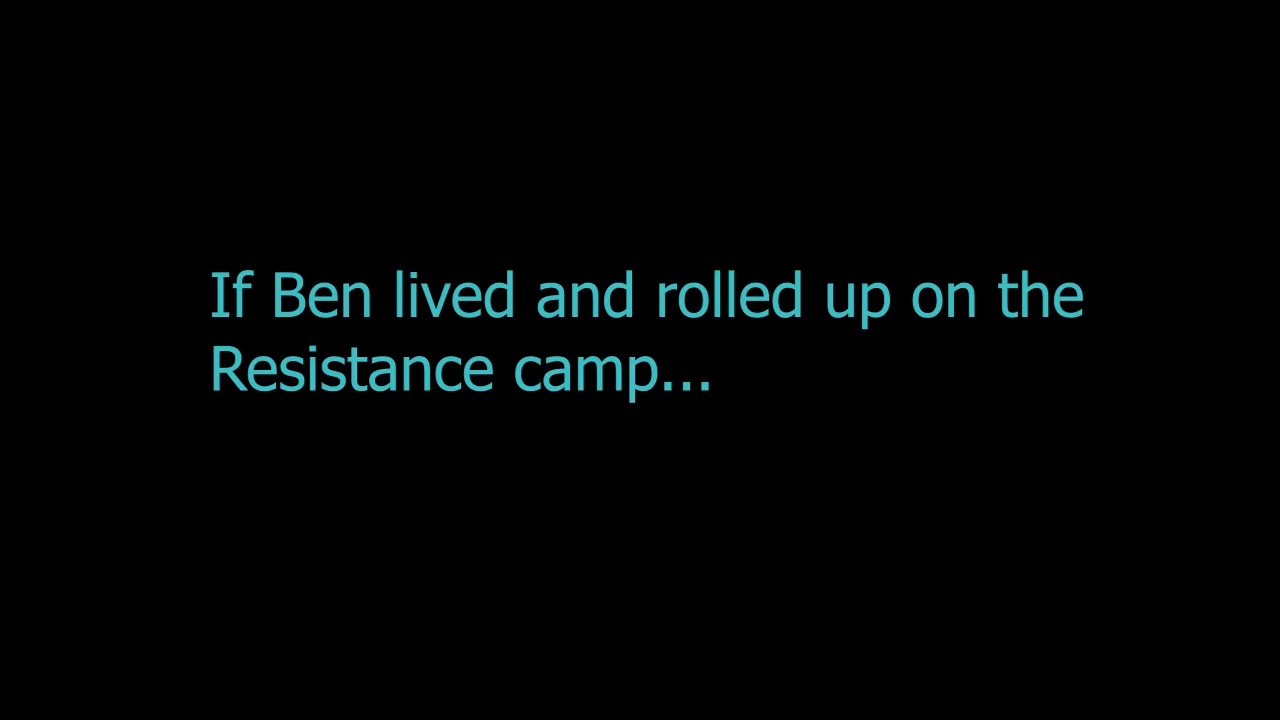 If Ben lived and rolled up on the
Resistance camp...